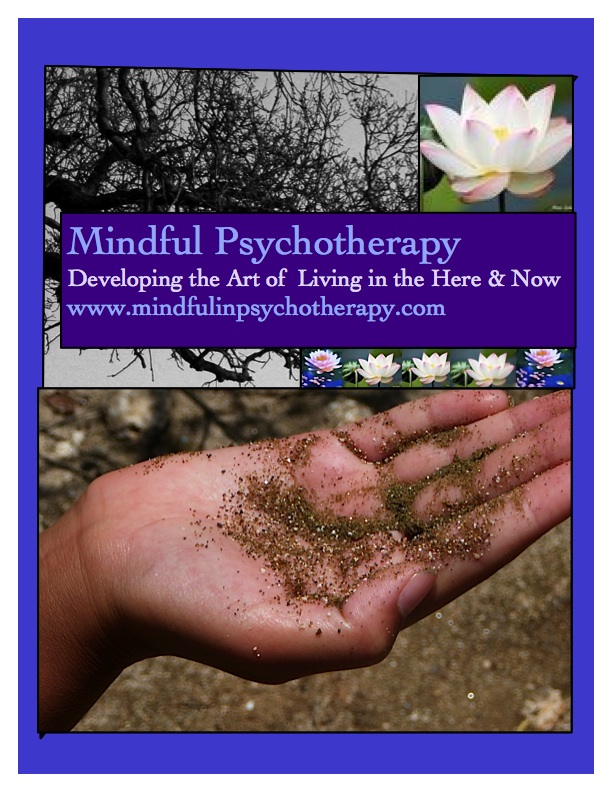 Mindful Psychotherapy
Developing the Art of Living in the Here & Now
www.mindfulinpsychotherapy.com